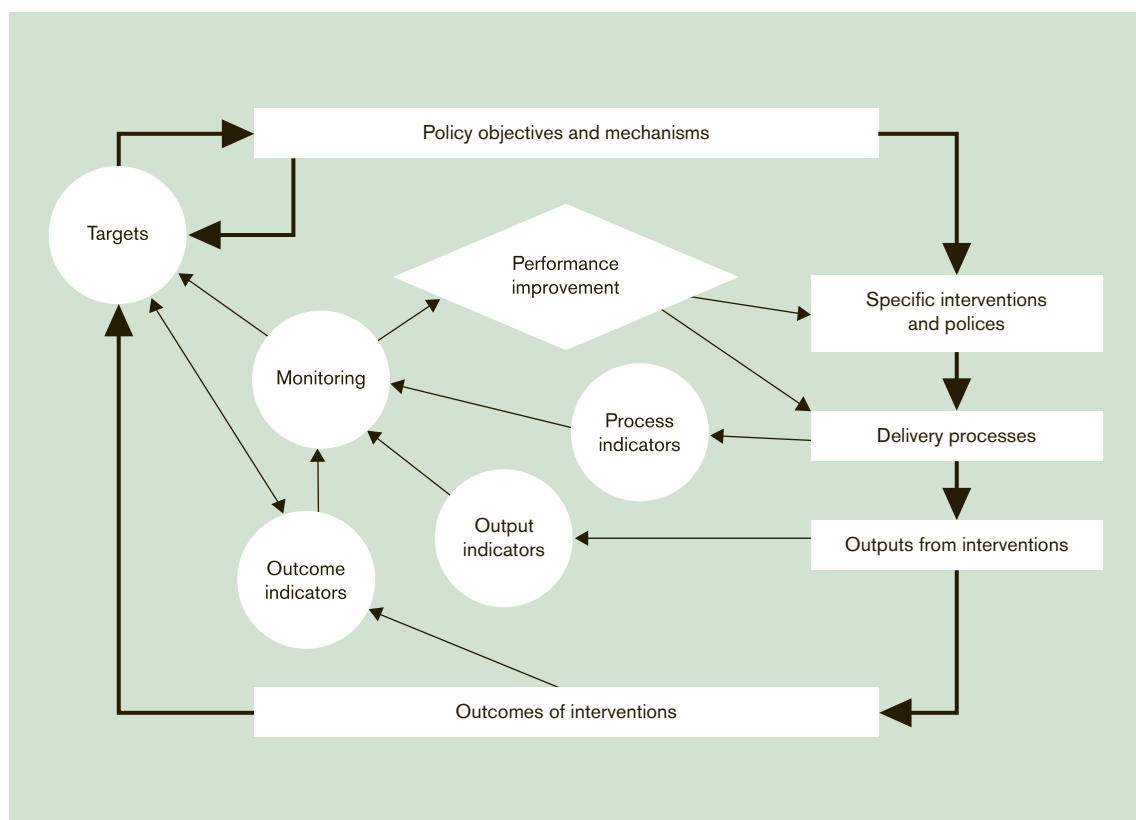 Policy objectives and mechanisms
Targets
Performance
improvement
Specific interventions
and polices
Monitoring
Process
indicators
Delivery processes
Output
indicators
Outputs from interventions
Outcome
indicators
Outcomes of interventions